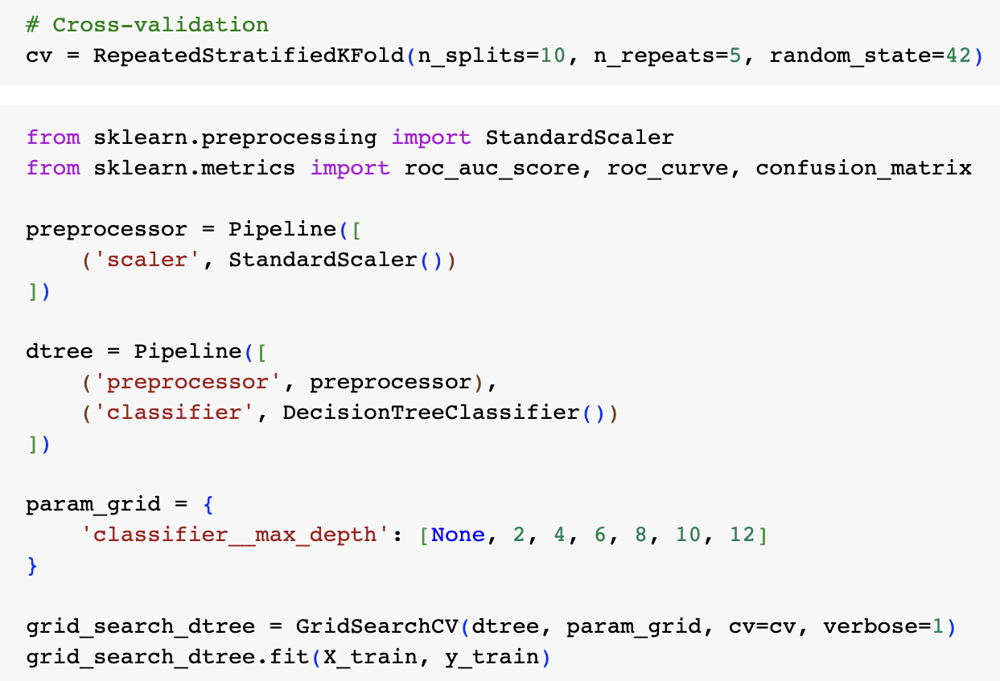 # Cross-validation
cv = RepeatedStratifiedKFold(n_splits=10, n_repeats=5, random_state=42)
from sklearn.preprocessing import StandardScaler
from sklearn.metrics import roc_auc_score, roc_curve, confusion_matrix
preprocessor = Pipeline([
    ('scaler', StandardScaler())
])
dtree = Pipeline([
    ('preprocessor', preprocessor),
    ('classifier', DecisionTreeClassifier())
])
param_grid = {
    'classifier__max_depth': [None, 2, 4, 6, 8, 10, 12]
}
grid_search_dtree = GridSearchCV(dtree, param_grid, cv=cv, verbose=1)
grid_search_dtree.fit(X_train, y_train)